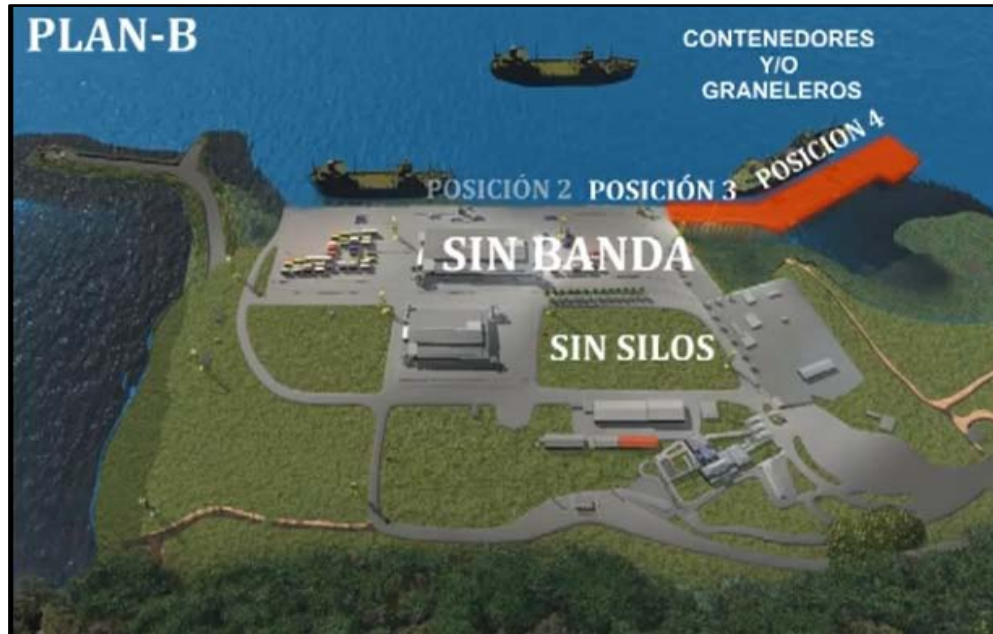 PLAN-B
CONTENEDORES
Y/O
GRANELEROS
POSICIÓN 2
POSICIÓN 3
POSICION 4
SIN BANDA
SIN SILOS